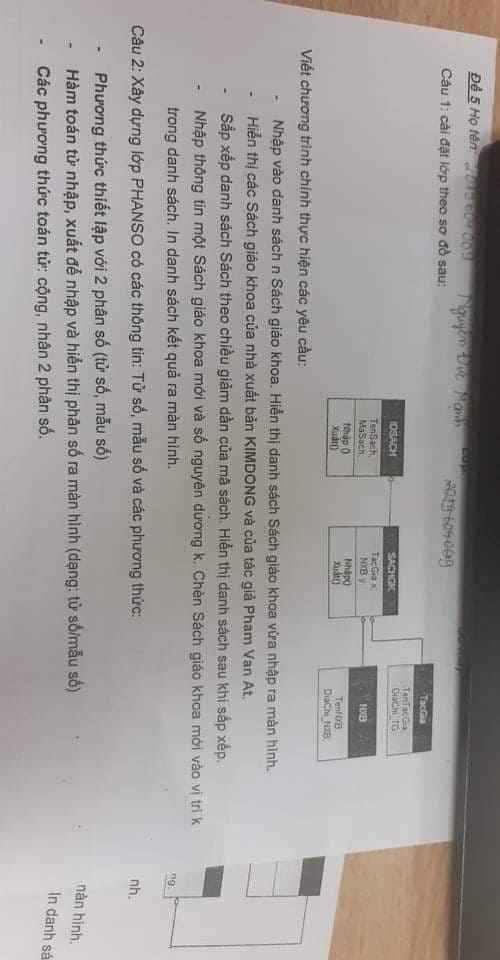 Đề 5 Họ tên: Nguyễn Đức Mạnh Lớp
2019604009 2019604009
Câu 1: cài đặt lớp theo sơ đồ sau:
IDSACH
TenSach,
MaSach.
Nhập ()
Xuất()
SACHGK
TacGia x;
NXB y
Nhập()
Xuất()
TacGia
TenTacGia.
DiaChi_TG
NXB
TenNXB
DiaChi_NXB.
Viết chương trình chính thực hiện các yêu cầu:
- Nhập vào danh sách n Sách giáo khoa. Hiển thị danh sách Sách giáo khoa vừa nhập ra màn hình.
- Hiển thị các Sách giáo khoa của nhà xuất bản KIMDONG và của tác giả Pham Van At.
- Sắp xếp danh sách Sách theo chiều giảm dần của mã sách. Hiển thị danh sách sau khi sắp xếp.
- Nhập thông tin một Sách giáo khoa mới và số nguyên dương k. Chèn Sách giáo khoa mới vào vị trí k
trong danh sách. In danh sách kết quả ra màn hình.
Câu 2: Xây dựng lớp PHANSO có các thông tin: Tử số, mẫu số và các phương thức:
- Phương thức thiết lập với 2 phân số (tử số, mẫu số)
- Hàm toán tử nhập, xuất để nhập và hiển thị phân số ra màn hình (dạng: tử số/mẫu số)
- Các phương thức toán tử: cộng, nhân 2 phân số.
ng:
nh.
màn hình.
In danh sá